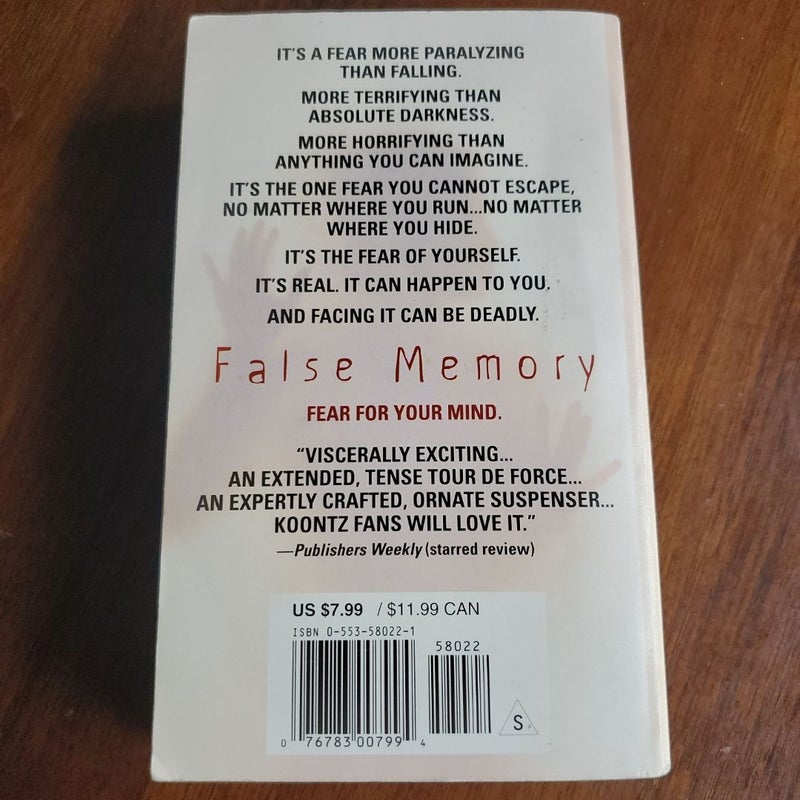 IT'S A FEAR MORE PARALYZING
THAN FALLING.
MORE TERRIFYING THAN
ABSOLUTE DARKNESS.
MORE HORRIFYING THAN
ANYTHING YOU CAN IMAGINE.
IT'S THE ONE FEAR YOU CANNOT ESCAPE,
NO MATTER WHERE YOU RUN...NO MATTER
WHERE YOU HIDE.
IT'S THE FEAR OF YOURSELF.
IT'S REAL. IT CAN HAPPEN TO YOU.
AND FACING IT CAN BE DEADLY.
False Memory
FEAR FOR YOUR MIND.
“VISCERALLY EXCITING...
AN EXTENDED, TENSE TOUR DE FORCE...
AN EXPERTLY CRAFTED, ORNATE SUSPENSER...
KOONTZ FANS WILL LOVE IT.”
—Publishers Weekly (starred review)
US $7.99 / $11.99 CAN
ISBN 0-553-58022-1
58022
S
0 76783 00799 4